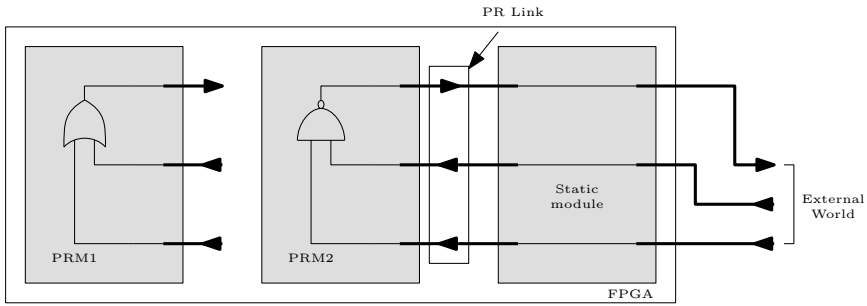 PR Link
Static
module
External
World
PRM1
PRM2
FPGA